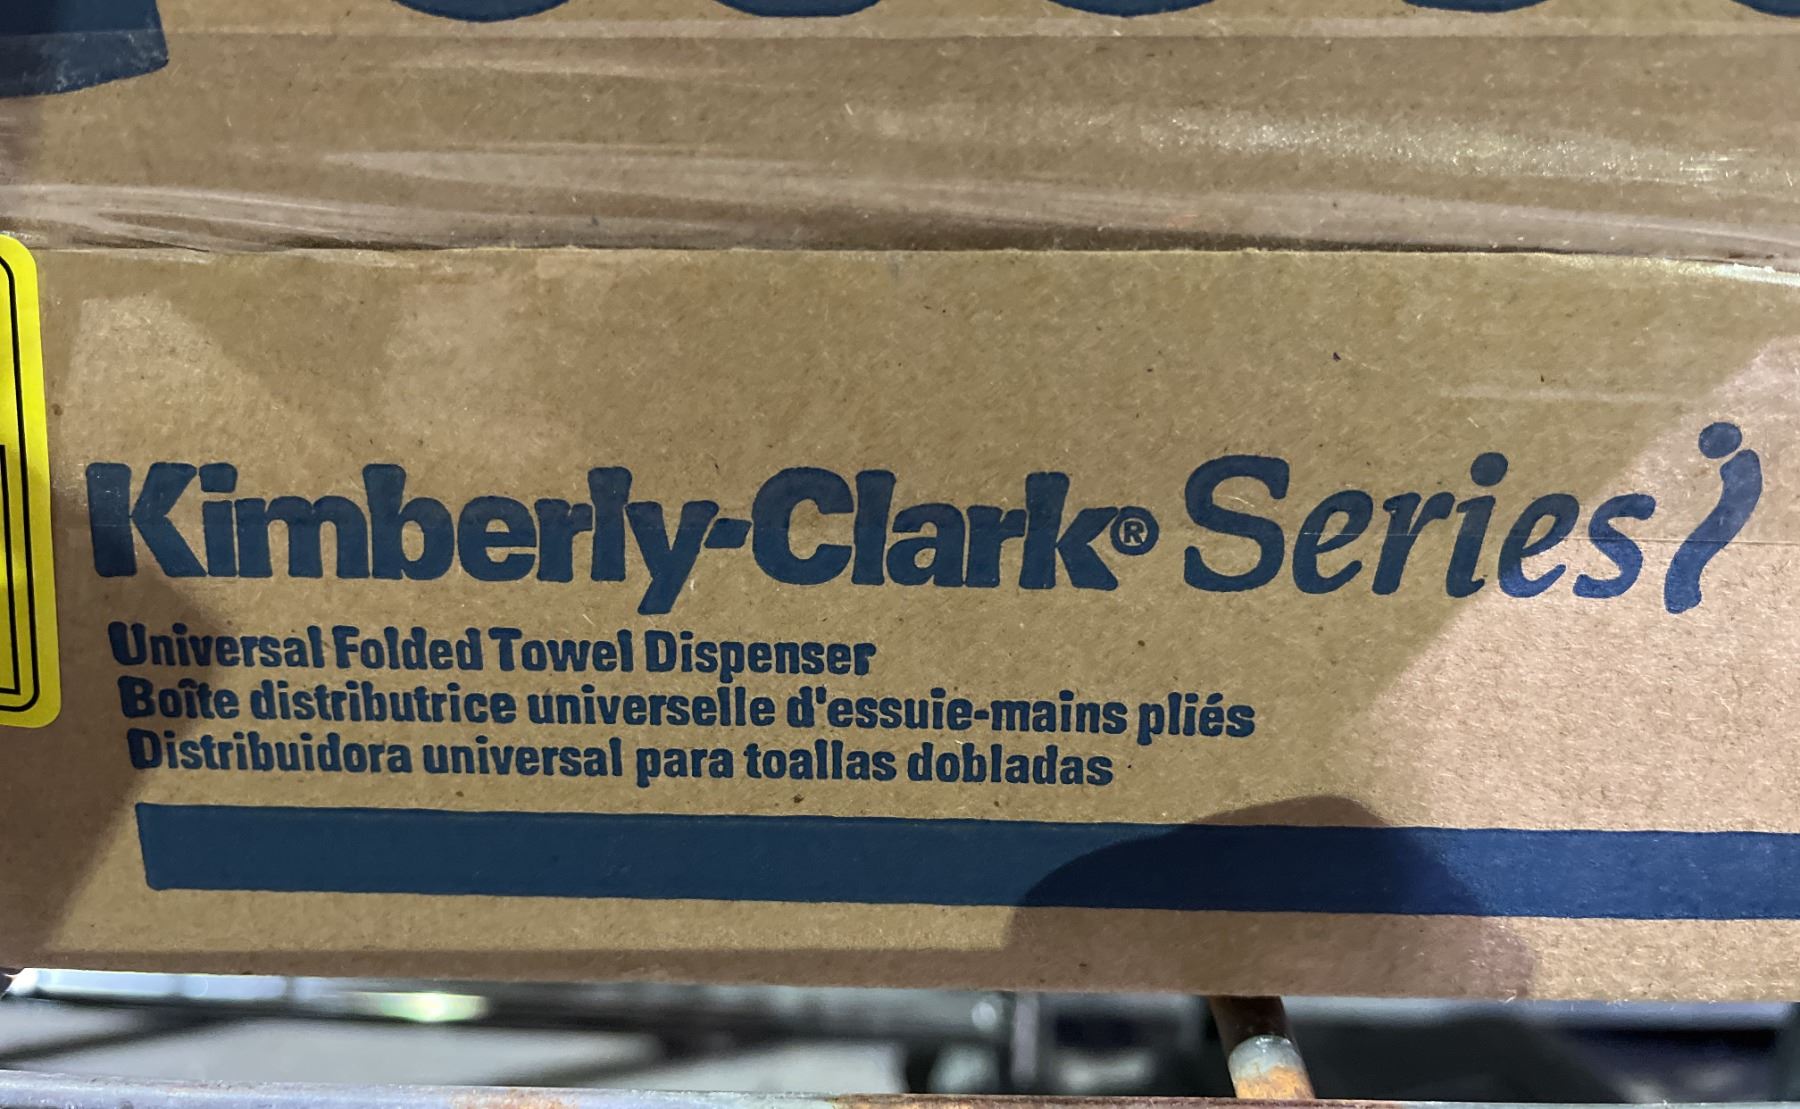 Kimberly-Clark® Series i
Universal Folded Towel Dispenser
Boîte distributrice universelle d'essuie-mains pliés
Distribuidora universal para toallas dobladas